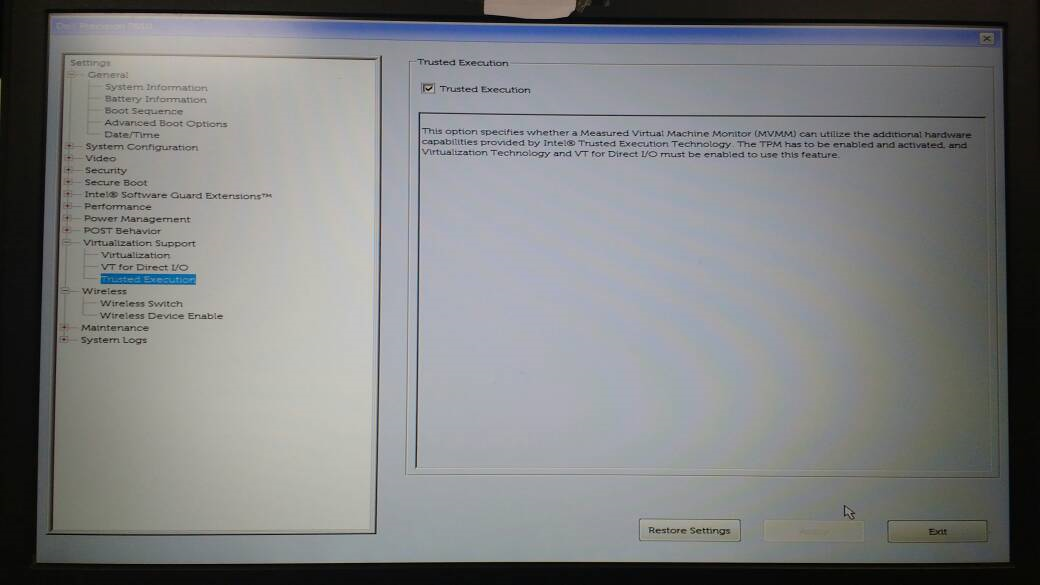 Settings
General
System Information
Battery Information
Boot Sequence
Advanced Boot Options
Date/Time
System Configuration
Video
Security
Secure Boot
Intel® Software Guard Extensions™
Performance
Power Management
POST Behavior
Virtualization Support
Virtualization
VT for Direct I/O
Trusted Execution
Wireless
Wireless Switch
Wireless Device Enable
Maintenance
System Logs
Trusted Execution
Trusted Execution
This option specifies whether a Measured Virtual Machine Monitor (MVMM) can utilize the additional hardware
capabilities provided by Intel® Trusted Execution Technology. The TPM has to be enabled and activated, and
Virtualization Technology and VT for Direct I/O must be enabled to use this feature.
Restore Settings
Exit